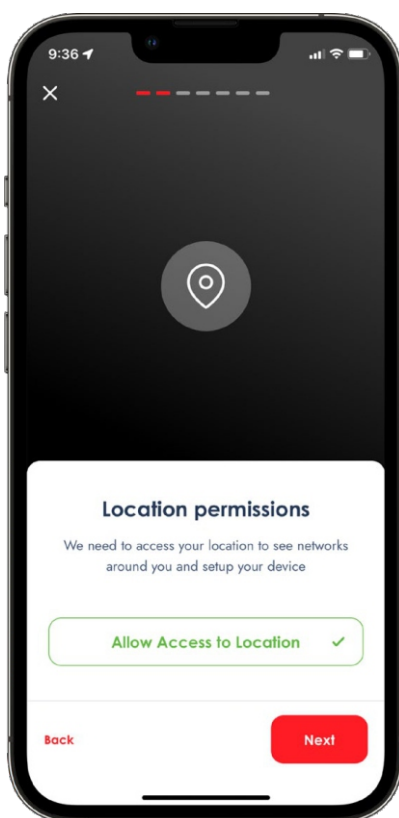 9:36
Location permissions
We need to access your location to see networks
around you and setup your device
Allow Access to Location
Back
Next